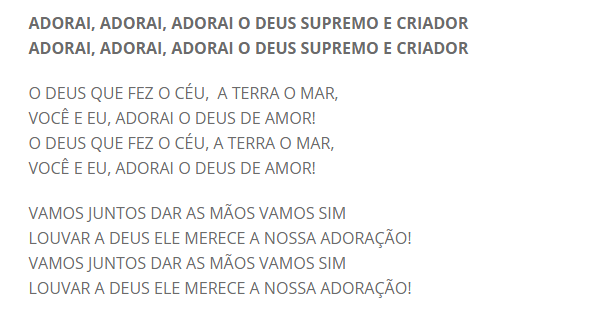 ADORAI, ADORAI, ADORAI O DEUS SUPREMO E CRIADOR
ADORAI, ADORAI, ADORAI O DEUS SUPREMO E CRIADOR
O DEUS QUE FEZ O CÉU,  A TERRA O MAR,
VOCÊ E EU, ADORAI O DEUS DE AMOR!
O DEUS QUE FEZ O CÉU, A TERRA O MAR,
VOCÊ E EU, ADORAI O DEUS DE AMOR!
VAMOS JUNTOS DAR AS MÃOS VAMOS SIM
LOUVAR A DEUS ELE MERECE A NOSSA ADORAÇÃO!
VAMOS JUNTOS DAR AS MÃOS VAMOS SIM
LOUVAR A DEUS ELE MERECE A NOSSA ADORAÇÃO!